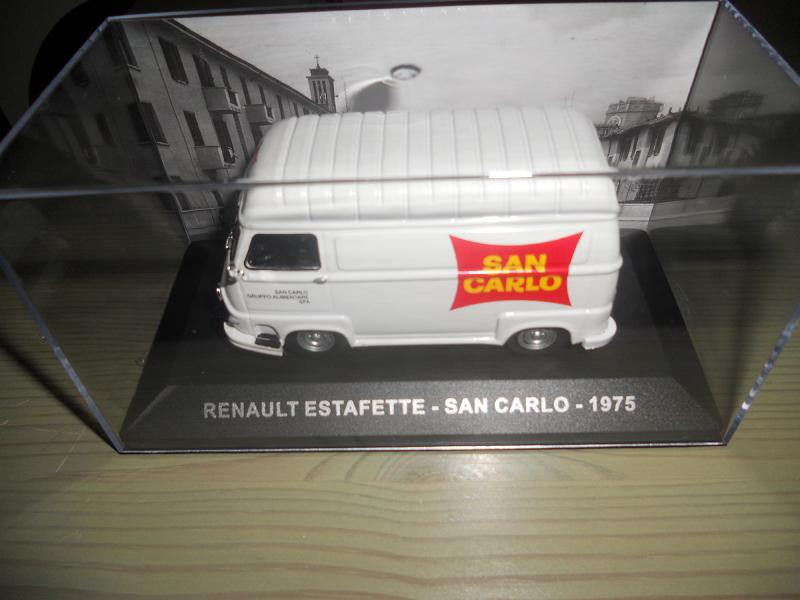 SAN
CARLO
SAN CARLO
GRUPPO ALIMENTARE
SPA
RENAULT ESTAFETTE - SAN CARLO - 1975